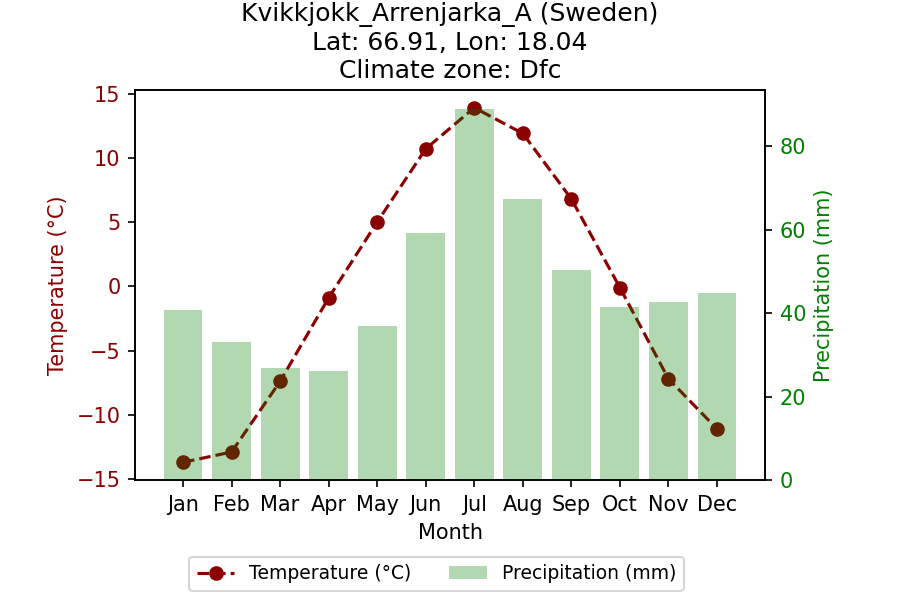 Kvikkjokk_Arrenjarka_A (Sweden)
Lat: 66.91, Lon: 18.04
Climate zone: Dfc
15
10
5
0
−5
−10
−15
Temperature (°C)
80
60
40
20
0
Precipitation (mm)
Jan Feb Mar Apr May Jun Jul Aug Sep Oct Nov Dec
Month
Temperature (°C) Precipitation (mm)